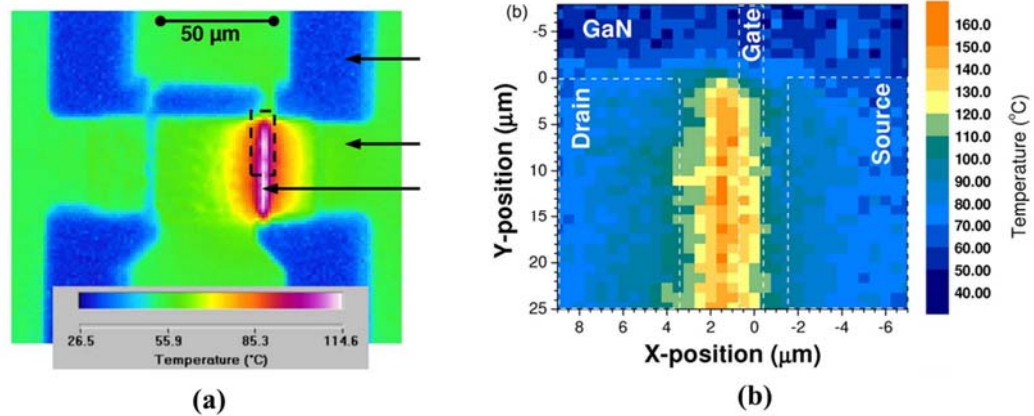 50 μm
26.5 55.9 85.3 114.6
Temperature (°C)
(a)
(b)
GaN
Gate
Drain
Source
-5
0
5
10
15
20
25
Y-position (μm)
8 6 4 2 0 -2 -4 -6
X-position (μm)
160.0
150.0
140.0
130.0
120.0
110.0
100.0
90.00
80.00
70.00
60.00
50.00
40.00
Temperature (°C)
(b)